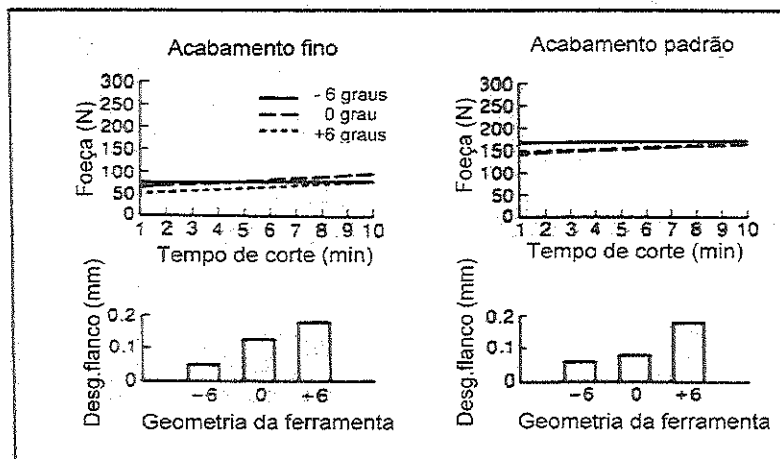 Acabamento fino
300
250
200
150
100
50
0
Foeça (N)
- 6 graus
0 grau
+6 graus
1 2 3 4 5 6 7 8 9 10
Tempo de corte (min)
Acabamento padrão
300
250
200
150
100
50
0
Foeça (N)
1 2 3 4 5 6 7 8 9 10
Tempo de corte (min)
Desg.flanco (mm)
0.2
0.1
0
-6 0 +6
Geometria da ferramenta
Desg.flanco (mm)
0.2
0.1
0
-6 0 +6
Geometria da ferramenta